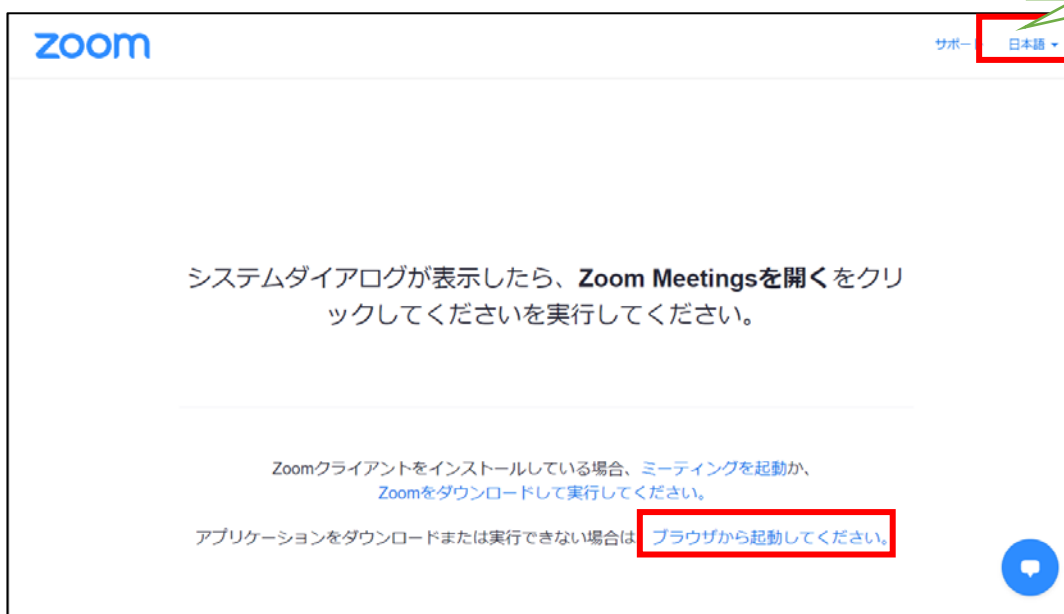 zoom
サポート 日本語
システムダイアログが表示したら、Zoom Meetingsを開くをクリ
ックしてくださいを実行してください。
Zoomクライアントをインストールしている場合、ミーティングを起動か、
Zoomをダウンロードして実行してください。
アプリケーションをダウンロードまたは実行できない場合は ブラウザから起動してください。